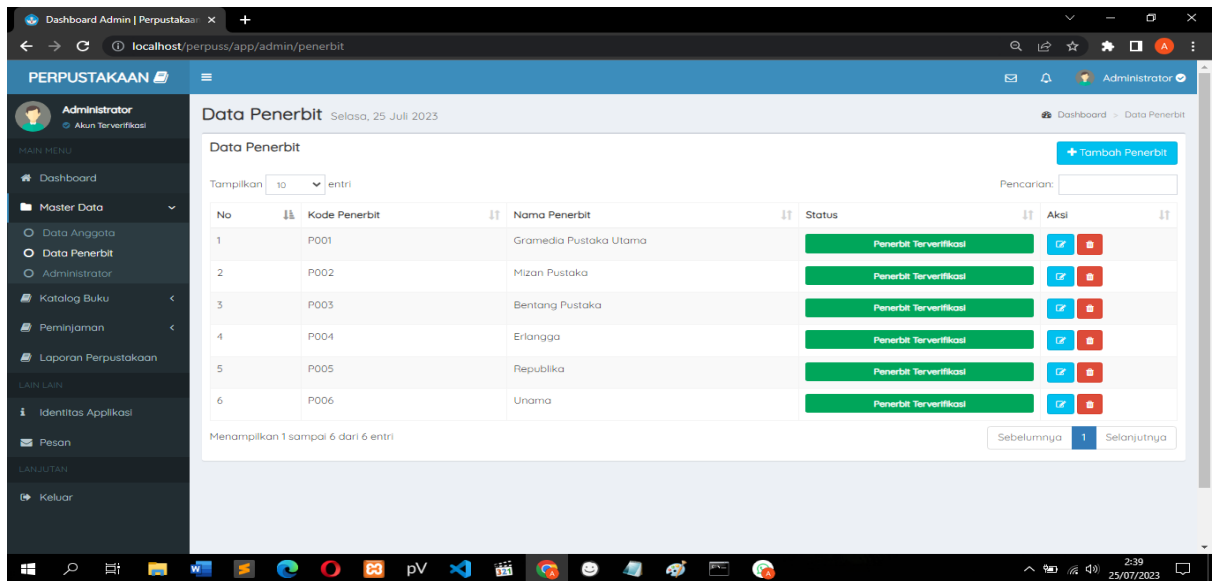 Dashboard Admin | Perpustakaan
localhost/perpuss/app/admin/penerbit
A
PERPUSTAKAAN
Administrator
Administrator
Akun Terverifikasi
Data Penerbit Selasa, 25 Juli 2023
Dashboard > Data Penerbit
MAIN MENU
Dashboard
Master Data
Data Anggota
Data Penerbit
Administrator
Katalog Buku
Peminjaman
Laporan Perpustakaan
LAIN LAIN
Identitas Applikasi
Pesan
LANJUTAN
Keluar
Data Penerbit
Tambah Penerbit
Tampilkan 10 entri
Pencarian:
No Kode Penerbit Nama Penerbit Status Aksi
1 P001 Gramedia Pustaka Utama Penerbit Terverifikasi
2 P002 Mizan Pustaka Penerbit Terverifikasi
3 P003 Bentang Pustaka Penerbit Terverifikasi
4 P004 Erlangga Penerbit Terverifikasi
5 P005 Republika Penerbit Terverifikasi
6 P006 Unama Penerbit Terverifikasi
Menampilkan 1 sampai 6 dari 6 entri
Sebelumnya 1 Selanjutnya
pV
2:39
25/07/2023